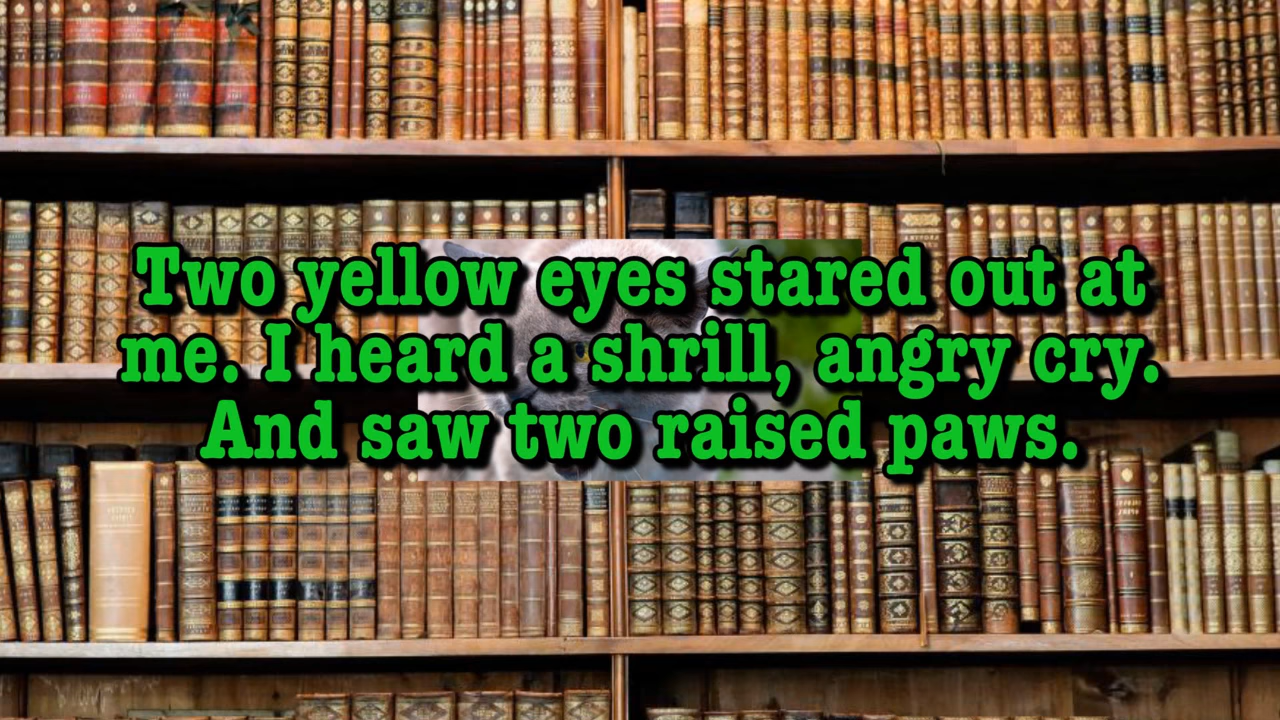 Two yellow eyes stared out at
me. I heard a shrill, angry cry.
And saw two raised paws.